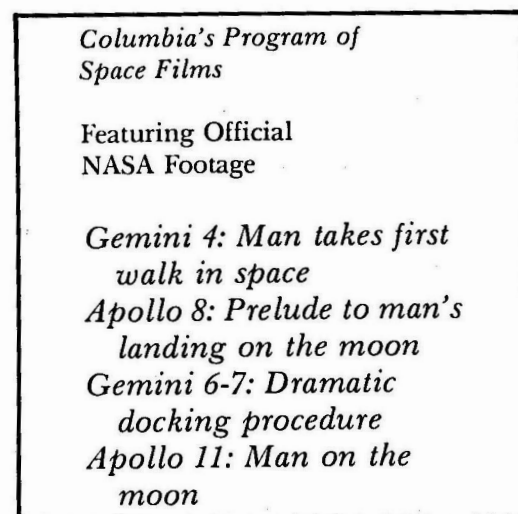 Columbia's Program of
Space Films
Featuring Official
NASA Footage
Gemini 4: Man takes first
walk in space
Apollo 8: Prelude to man's
landing on the moon
Gemini 6-7: Dramatic
docking procedure
Apollo 11: Man on the
moon